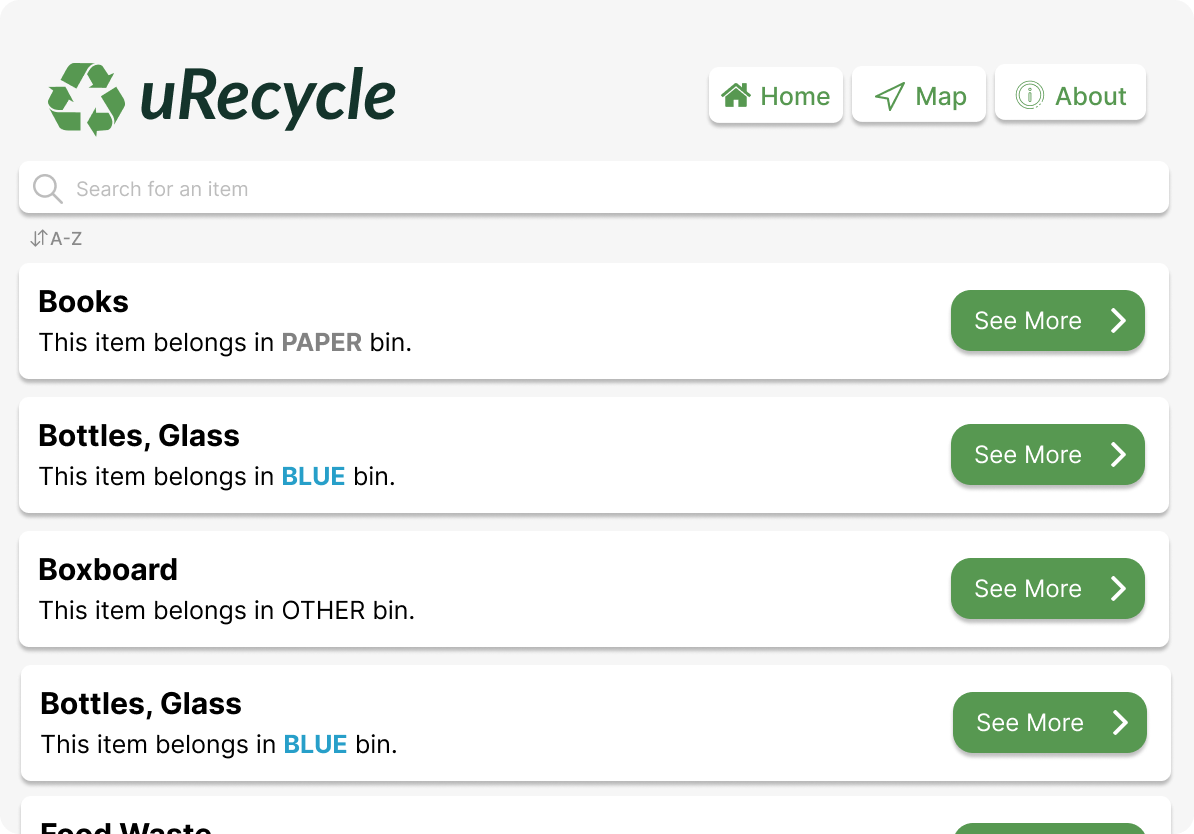 uRecycle
Home Map About
Search for an item
A-Z
Books
This item belongs in PAPER bin.
See More
Bottles, Glass
This item belongs in BLUE bin.
See More
Boxboard
This item belongs in OTHER bin.
See More
Bottles, Glass
This item belongs in BLUE bin.
See More
Food Waste